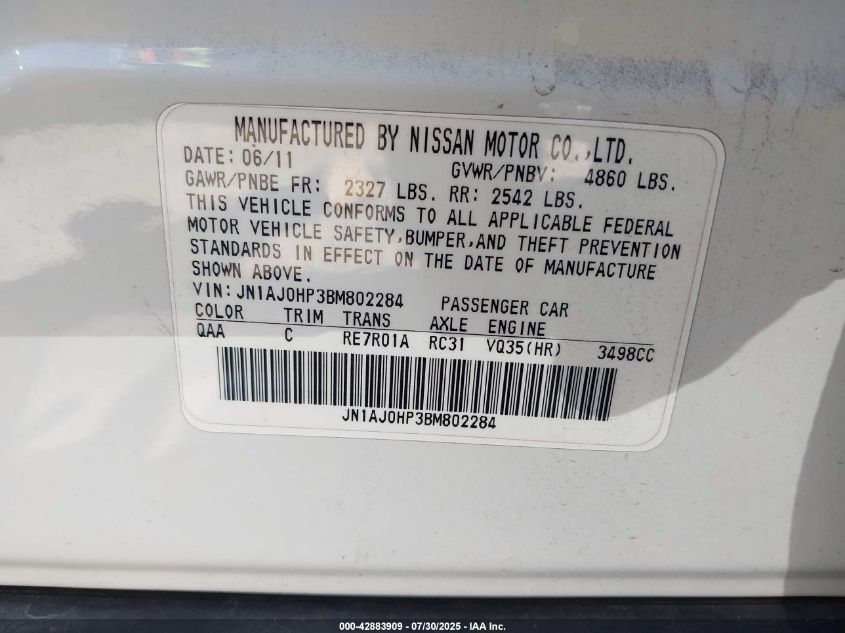 MANUFACTURED BY NISSAN MOTOR CO.,LTD.
DATE: 06/11 GVWR/PNBV: 4860 LBS.
GAWR/PNBE FR: 2327 LBS. RR: 2542 LBS.
THIS VEHICLE CONFORMS TO ALL APPLICABLE FEDERAL
MOTOR VEHICLE SAFETY,BUMPER,AND THEFT PREVENTION
STANDARDS IN EFFECT ON THE DATE OF MANUFACTURE
SHOWN ABOVE.
VIN: JN1AJ0HP3BM802284 PASSENGER CAR
COLOR TRIM TRANS AXLE ENGINE
QAA C RE7R01A RC31 VQ35(HR) 3498CC
JN1AJ0HP3BM802284
000-42883909 - 07/30/2025 - IAA Inc.